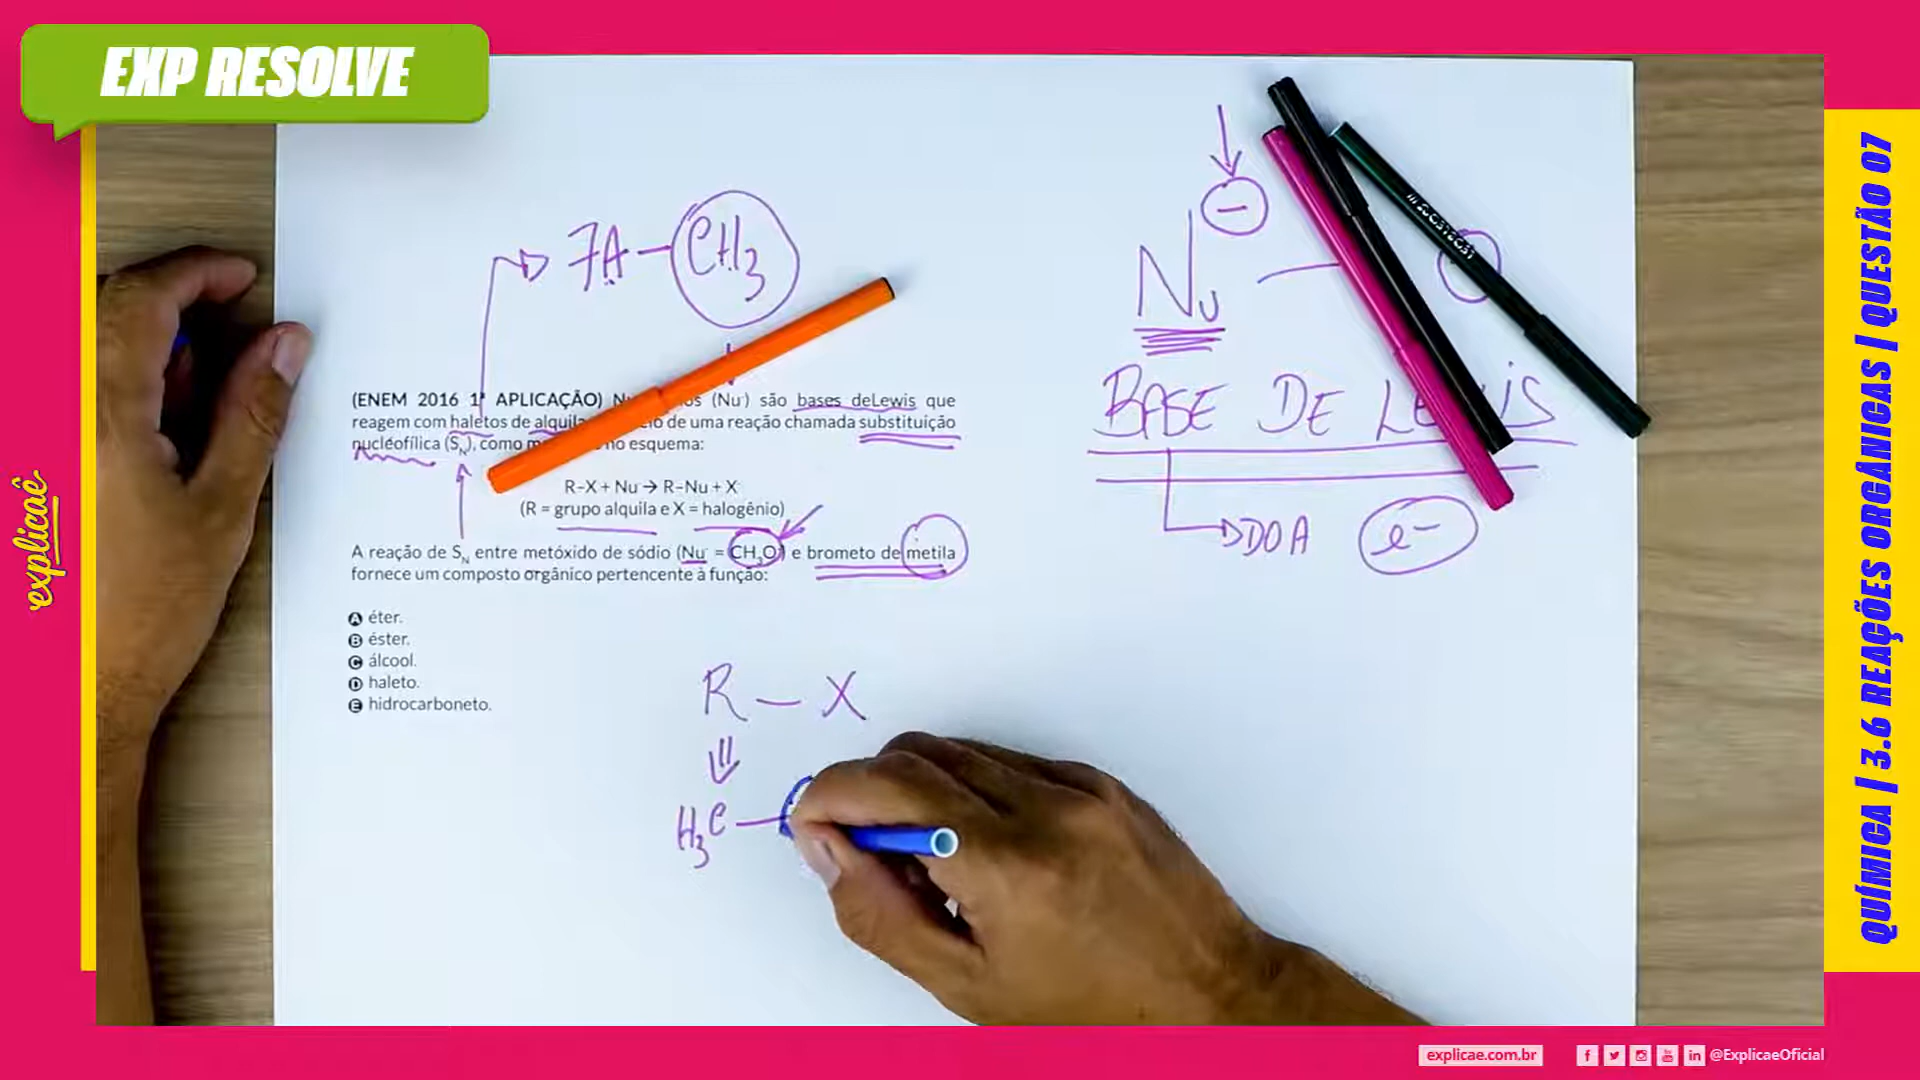 EXP RESOLVE
explicaê
7A-CH3
(ENEM 2016 1ª APLICAÇÃO) (Nu-) são bases deLewis que
reagem com haletos de alquila de uma reação chamada substituição
nucléofílica (SN), como no esquema:
R-X + Nu- → R-Nu + X-
(R = grupo alquila e X = halogênio)
A reação de SN entre metóxido de sódio (Nu- = CH3O-) e brometo de metila
fornece um composto orgânico pertencente à função:
A éter.
B éster.
C álcool.
D haleto.
E hidrocarboneto.
R - X
H3C -
-
Nu
BASE DE LEWIS
DOA e-
QUÍMICA | 3.6 REAÇÕES ORGÂNICAS | QUESTÃO 07
explicae.com.br
@ExplicaeOficial